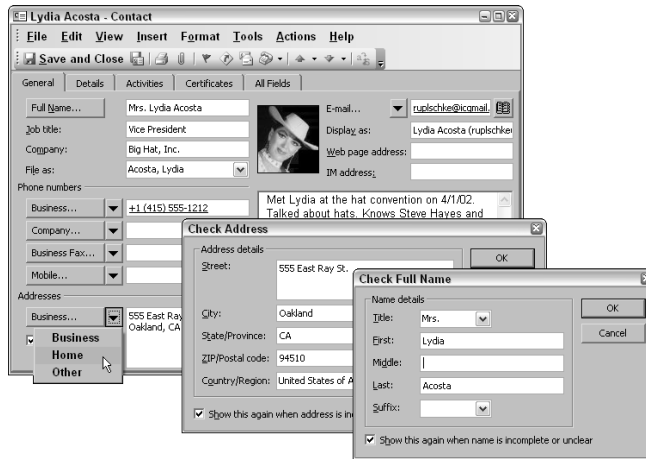 Lydia Acosta - Contact
File Edit View Insert Format Tools Actions Help
Save and Close
General Details Activities Certificates All Fields
Full Name... Mrs. Lydia Acosta
Job title: Vice President
Company: Big Hat, Inc.
File as: Acosta, Lydia
E-mail... ruplschke@icqmail.
Display as: Lydia Acosta (ruplschke
Web page address:
IM address:
Phone numbers
Business... +1 (415) 555-1212
Company...
Business Fax...
Mobile...
Met Lydia at the hat convention on 4/1/02.
Talked about hats. Knows Steve Hayes and
Addresses
Business... 555 East Ray
Oakland, CA
Business
Home
Other
Check Address
Address details
Street: 555 East Ray St.
City: Oakland
State/Province: CA
ZIP/Postal code: 94510
Country/Region: United States of A
Show this again when address is in
OK
Check Full Name
Name details
Title: Mrs.
First: Lydia
Middle:
Last: Acosta
Suffix:
Show this again when name is incomplete or unclear
OK
Cancel